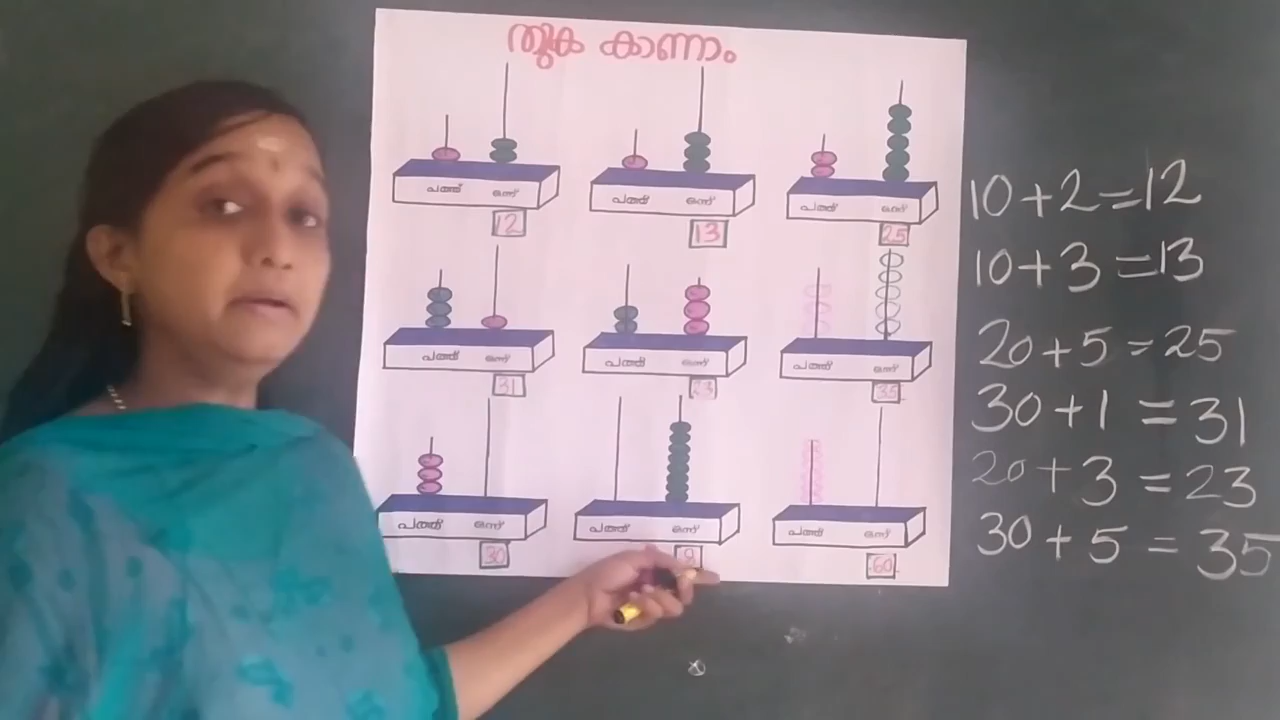 തുക കാണാം
പത്ത് ഒന്ന്
12
പത്ത് ഒന്ന്
13
പത്ത് ഒന്ന്
25
പത്ത് ഒന്ന്
31
പത്ത് ഒന്ന്
23
പത്ത് ഒന്ന്
35
പത്ത് ഒന്ന്
30
പത്ത് ഒന്ന്
9
പത്ത് ഒന്ന്
60
10+2=12
10+3=13
20+5=25
30+1=31
20+3=23
30+5=35